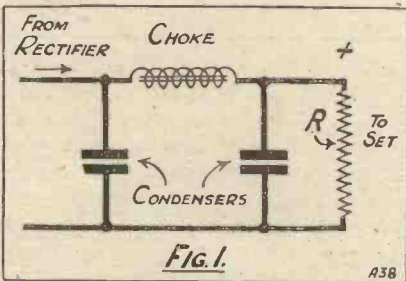 FROM
RECTIFIER
CHOKE
+
R
TO
SET
CONDENSERS
FIG. 1.
A38